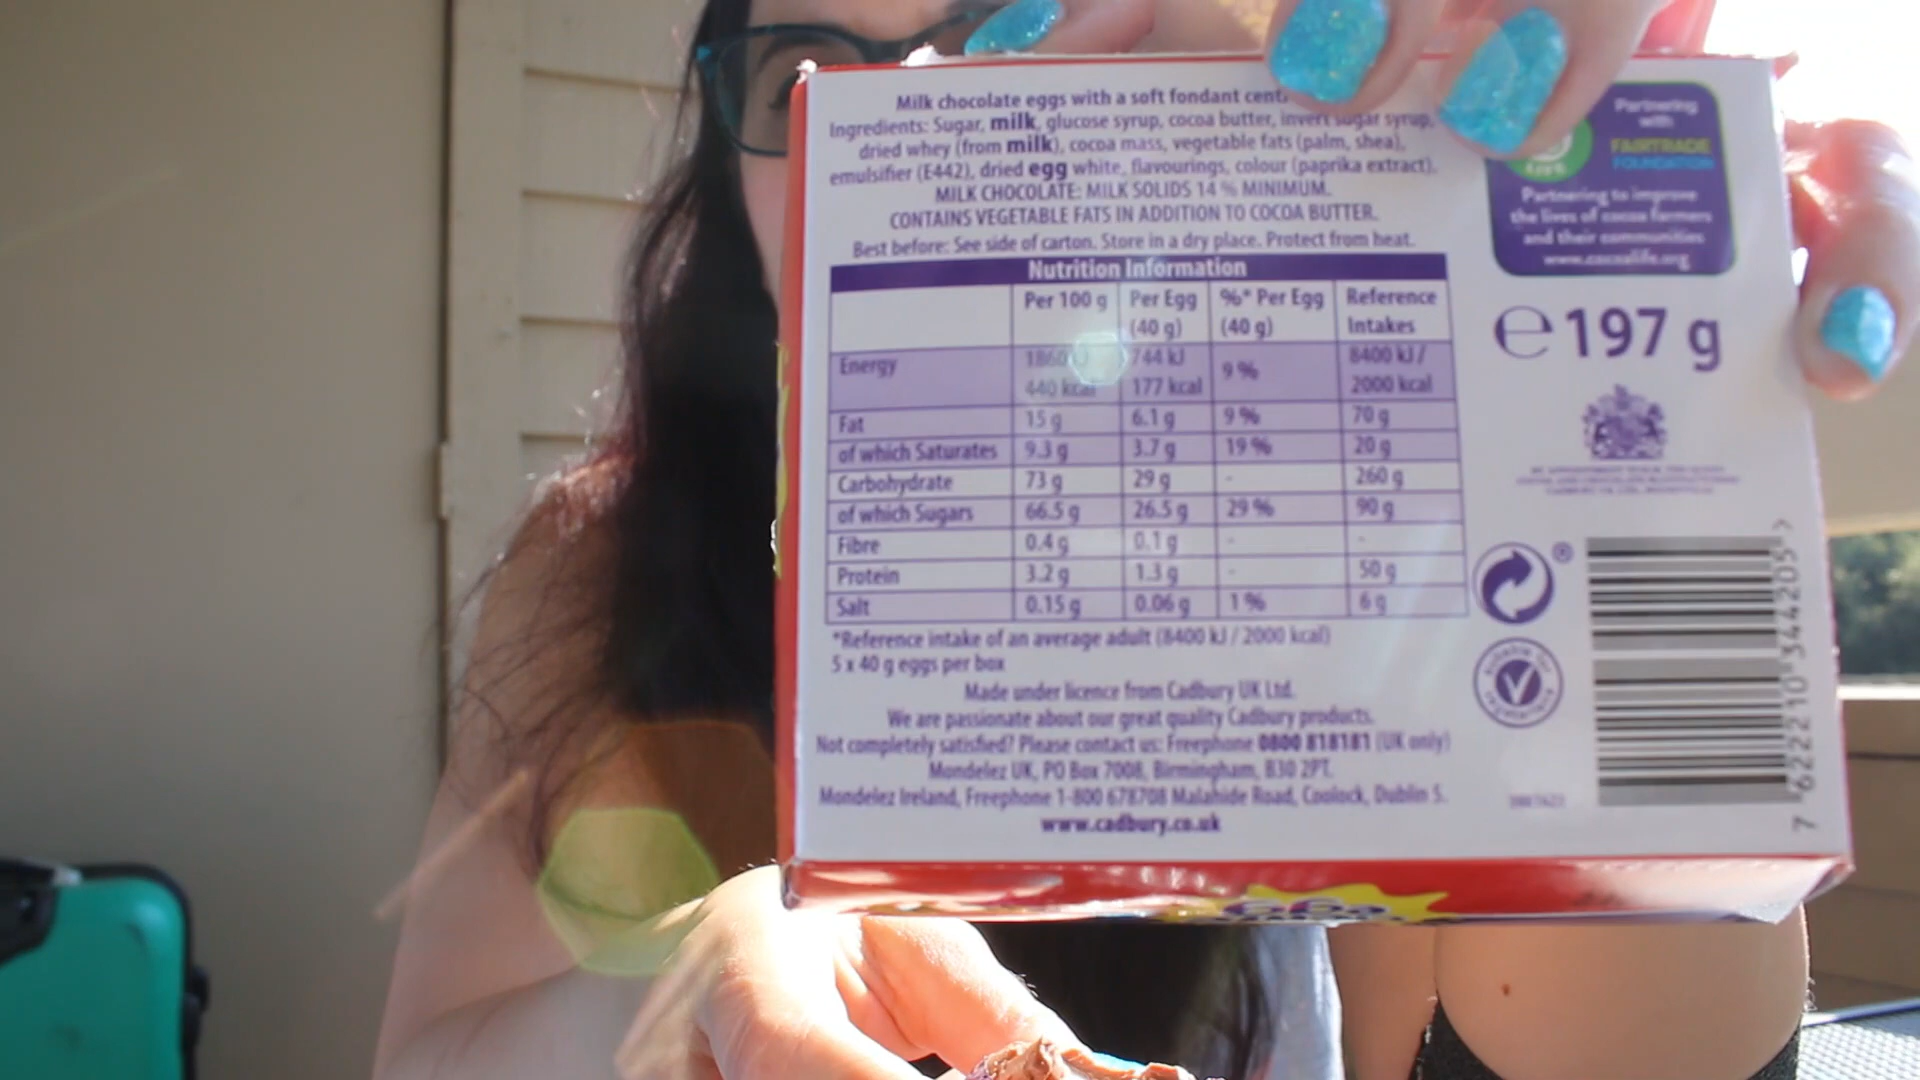 Milk chocolate eggs with a soft fondant
Ingredients: Sugar, milk, glucose syrup, cocoa butter, invert sugar syrup,
dried whey (from milk), cocoa mass, vegetable fats (palm, shea),
emulsifier (E442), dried egg white, flavourings, colour (paprika extract).
MILK CHOCOLATE: MILK SOLIDS 14 % MINIMUM.
CONTAINS VEGETABLE FATS IN ADDITION TO COCOA BUTTER.
Best before: See side of carton. Store in a dry place. Protect from heat.
Nutrition Information
Per 100 g Per Egg (40 g) %* Per Egg (40 g) Reference Intakes
Energy 1860 kJ 440 kcal 744 kJ 177 kcal 9 % 8400 kJ / 2000 kcal
Fat 15 g 6.1 g 9 % 70 g
of which Saturates 9.3 g 3.7 g 19 % 20 g
Carbohydrate 73 g 29 g - 260 g
of which Sugars 66.5 g 26.5 g 29 % 90 g
Fibre 0.4 g 0.1 g - -
Protein 3.2 g 1.3 g - 50 g
Salt 0.15 g 0.06 g 1 % 6 g
*Reference intake of an average adult (8400 kJ / 2000 kcal)
5 x 40 g eggs per box
Made under licence from Cadbury UK Ltd.
We are passionate about our great quality Cadbury products.
Not completely satisfied? Please contact us: Freephone 0800 818181 (UK only)
Mondelez UK, PO Box 7008, Birmingham, B30 2PT.
Mondelez Ireland, Freephone 1-800 678708 Malahide Road, Coolock, Dublin 5.
www.cadbury.co.uk
Partnering
with
FAIRTRADE
FOUNDATION
Partnering to improve
the lives of cocoa farmers
and their communities
www.cocoalife.org
e 197 g
7 622210 344205 >